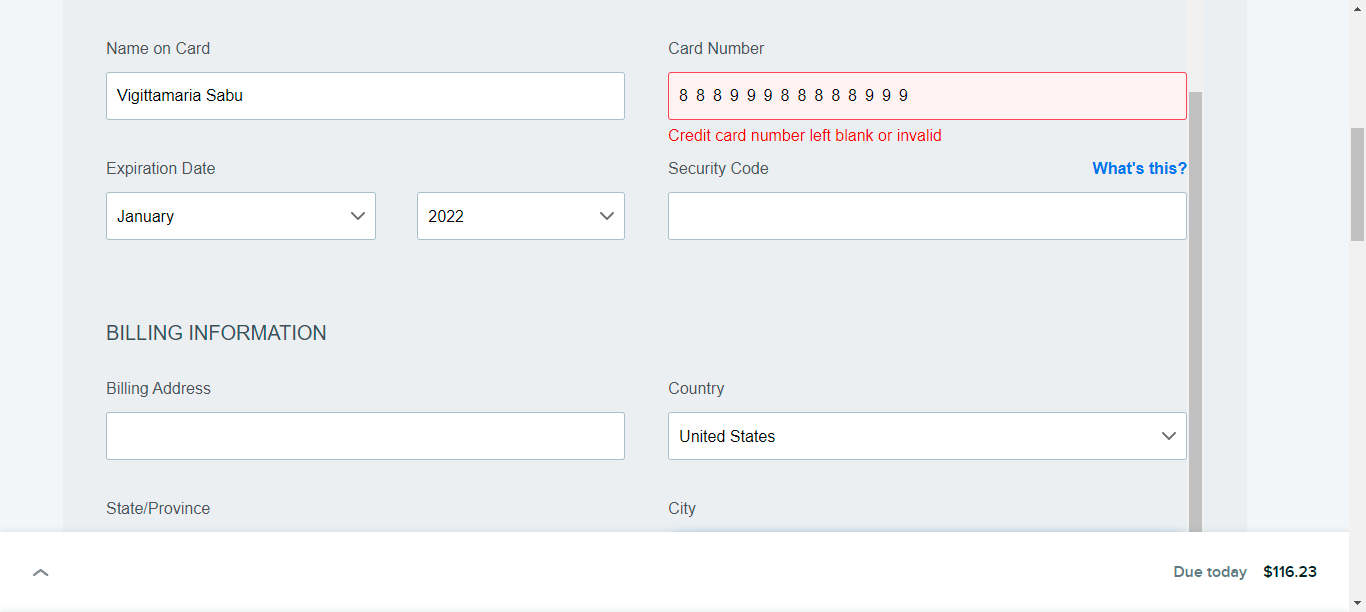 Name on Card
Card Number
Vigittamaria Sabu
8 8 8 9 9 9 8 8 8 8 8 9 9 9
Credit card number left blank or invalid
Expiration Date
Security Code
What's this?
January
2022
BILLING INFORMATION
Billing Address
Country
United States
State/Province
City
Due today $116.23